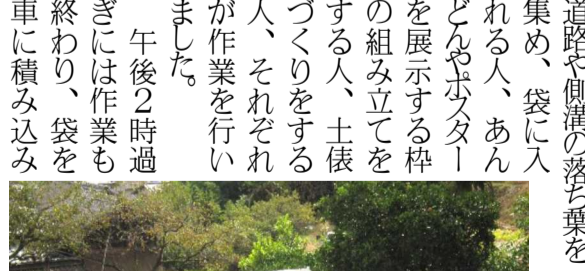 道路や側溝の落ち葉を
集め、袋に入
れる人、あん
どんやポスター
を展示する枠
の組み立てを
する人、土俵
づくりをする
人、それぞれ
が作業を行い
ました。
午後２時過
ぎには作業も
終わり、袋を
車に積み込み